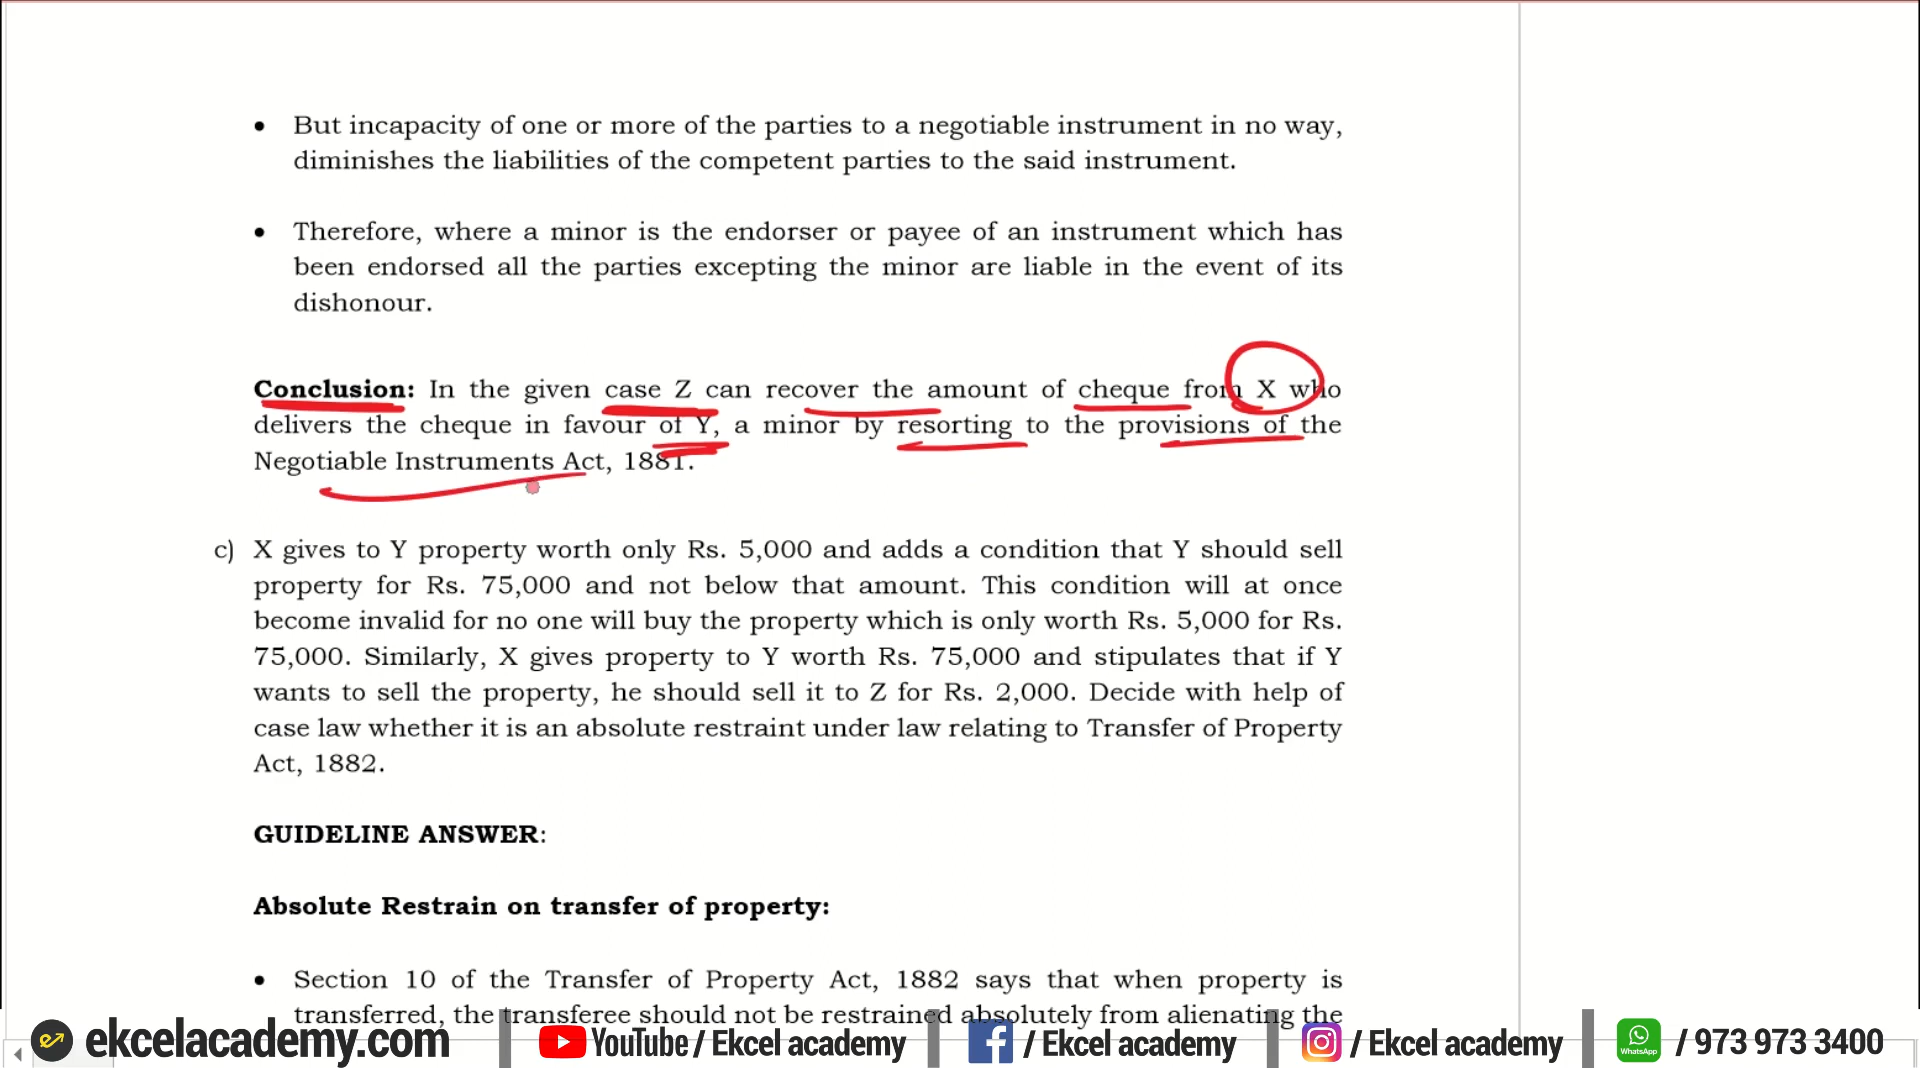 • But incapacity of one or more of the parties to a negotiable instrument in no way,
diminishes the liabilities of the competent parties to the said instrument.
• Therefore, where a minor is the endorser or payee of an instrument which has
been endorsed all the parties excepting the minor are liable in the event of its
dishonour.
Conclusion: In the given case Z can recover the amount of cheque from X who
delivers the cheque in favour of Y, a minor by resorting to the provisions of the
Negotiable Instruments Act, 1881.
c) X gives to Y property worth only Rs. 5,000 and adds a condition that Y should sell
property for Rs. 75,000 and not below that amount. This condition will at once
become invalid for no one will buy the property which is only worth Rs. 5,000 for Rs.
75,000. Similarly, X gives property to Y worth Rs. 75,000 and stipulates that if Y
wants to sell the property, he should sell it to Z for Rs. 2,000. Decide with help of
case law whether it is an absolute restraint under law relating to Transfer of Property
Act, 1882.
GUIDELINE ANSWER:
Absolute Restrain on transfer of property:
• Section 10 of the Transfer of Property Act, 1882 says that when property is
transferred, the transferee should not be restrained absolutely from alienating the
ekcelacademy.com YouTube / Ekcel academy / Ekcel academy / Ekcel academy WhatsApp / 973 973 3400